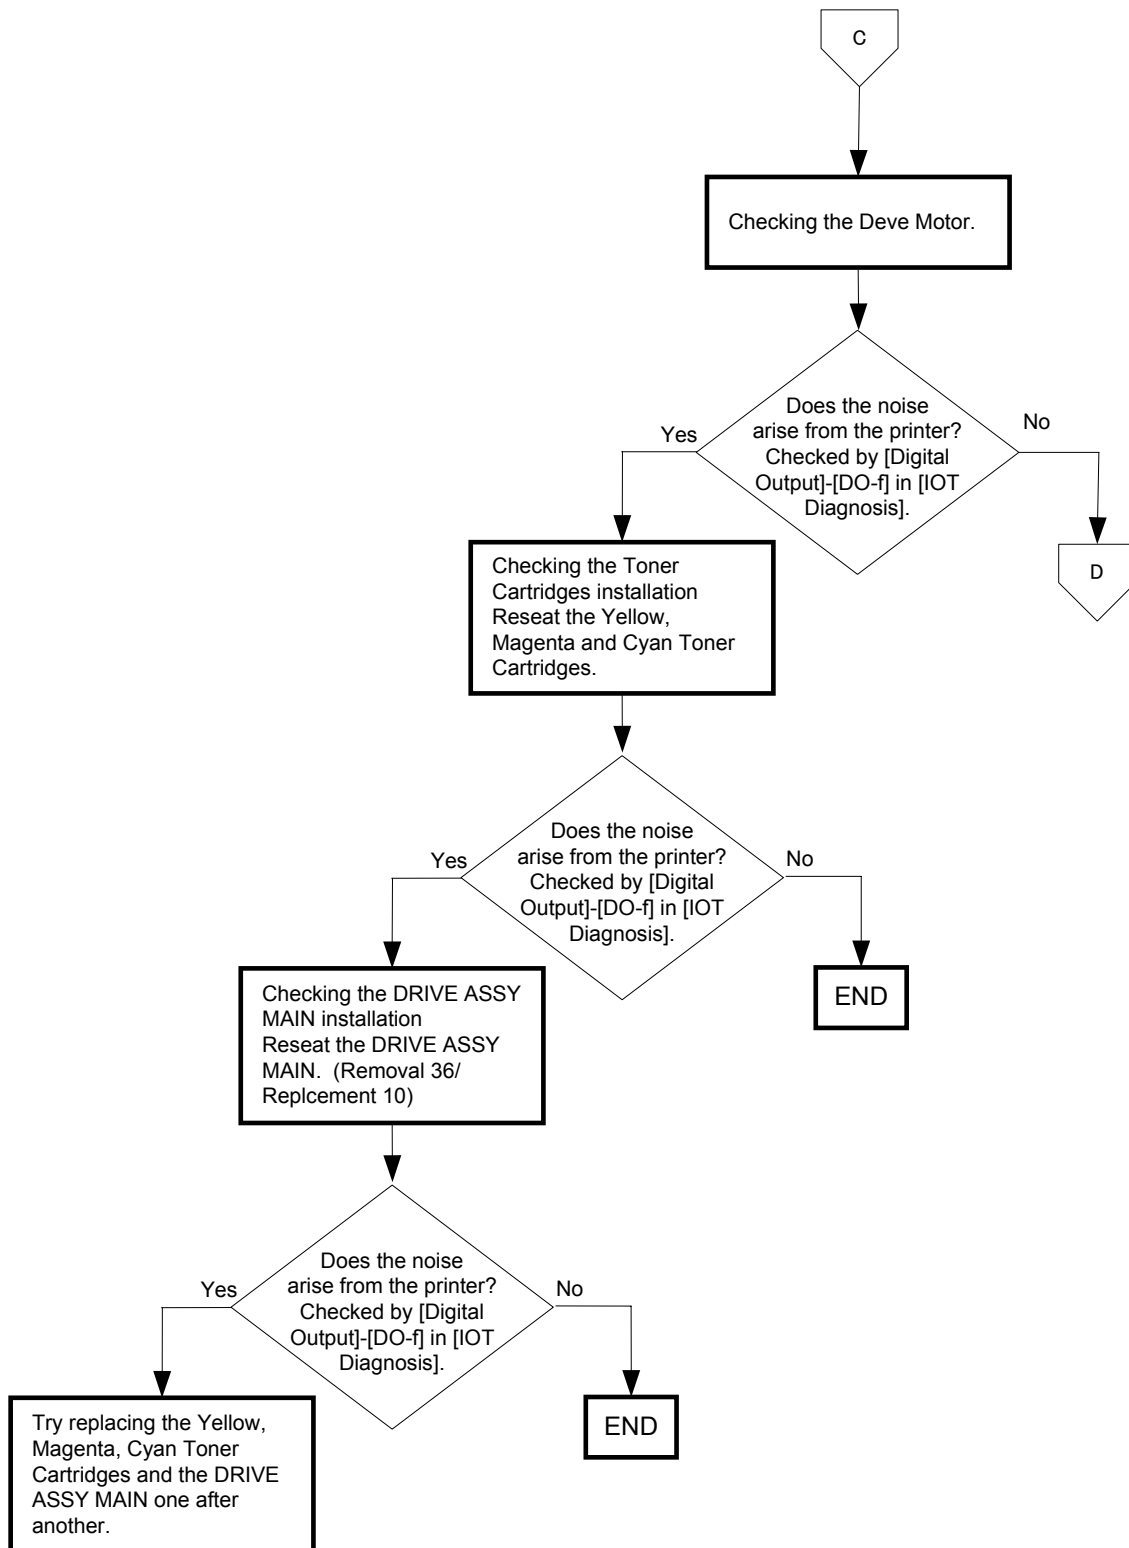 C
Checking the Deve Motor.
Does the noise
arise from the printer?
Checked by [Digital
Output]-[DO-f] in [IOT
Diagnosis].
Yes
No
D
Checking the Toner
Cartridges installation
Reseat the Yellow,
Magenta and Cyan Toner
Cartridges.
Does the noise
arise from the printer?
Checked by [Digital
Output]-[DO-f] in [IOT
Diagnosis].
Yes
No
END
Checking the DRIVE ASSY
MAIN installation
Reseat the DRIVE ASSY
MAIN.  (Removal 36/
Replcement 10)
Does the noise
arise from the printer?
Checked by [Digital
Output]-[DO-f] in [IOT
Diagnosis].
Yes
No
END
Try replacing the Yellow,
Magenta, Cyan Toner
Cartridges and the DRIVE
ASSY MAIN one after
another.